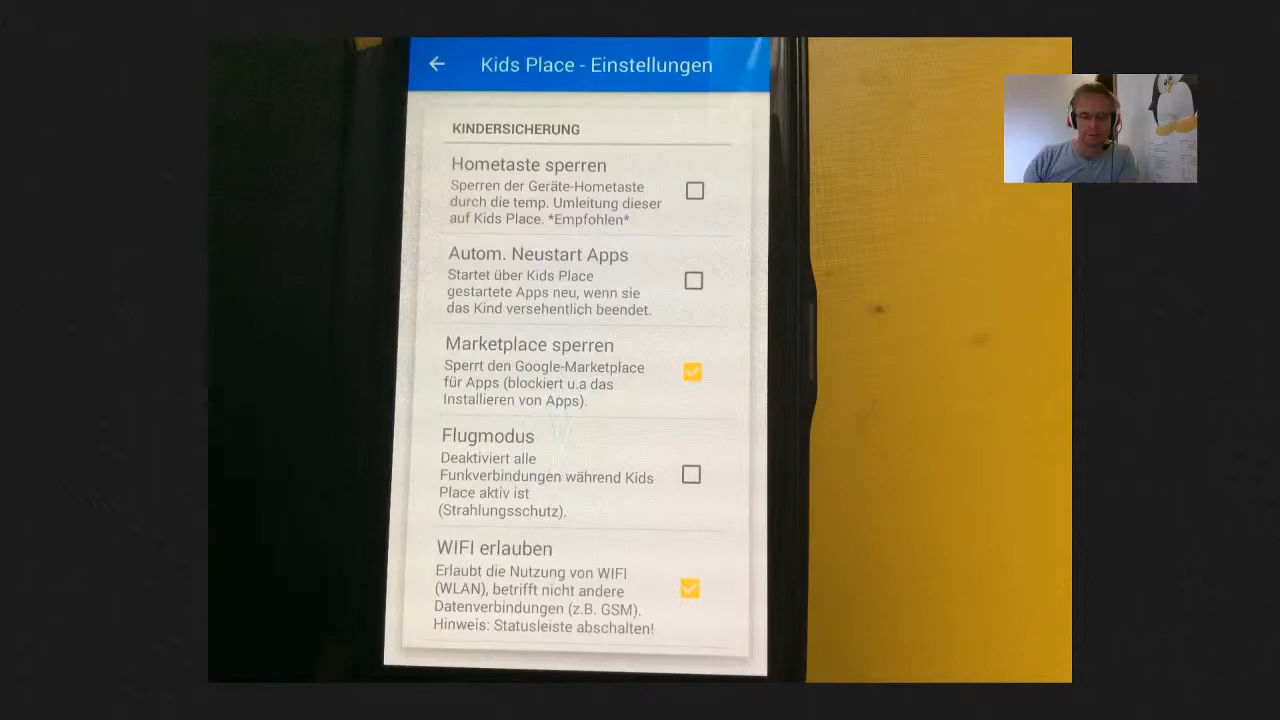 Kids Place - Einstellungen
KINDERSICHERUNG
Hometaste sperren
Sperren der Geräte-Hometaste
durch die temp. Umleitung dieser
auf Kids Place. *Empfohlen*
Autom. Neustart Apps
Startet über Kids Place
gestartete Apps neu, wenn sie
das Kind versehentlich beendet.
Marketplace sperren
Sperrt den Google-Marketplace
für Apps (blockiert u.a das
Installieren von Apps).
Flugmodus
Deaktiviert alle
Funkverbindungen während Kids
Place aktiv ist
(Strahlungsschutz).
WIFI erlauben
Erlaubt die Nutzung von WIFI
(WLAN), betrifft nicht andere
Datenverbindungen (z.B. GSM).
Hinweis: Statusleiste abschalten!